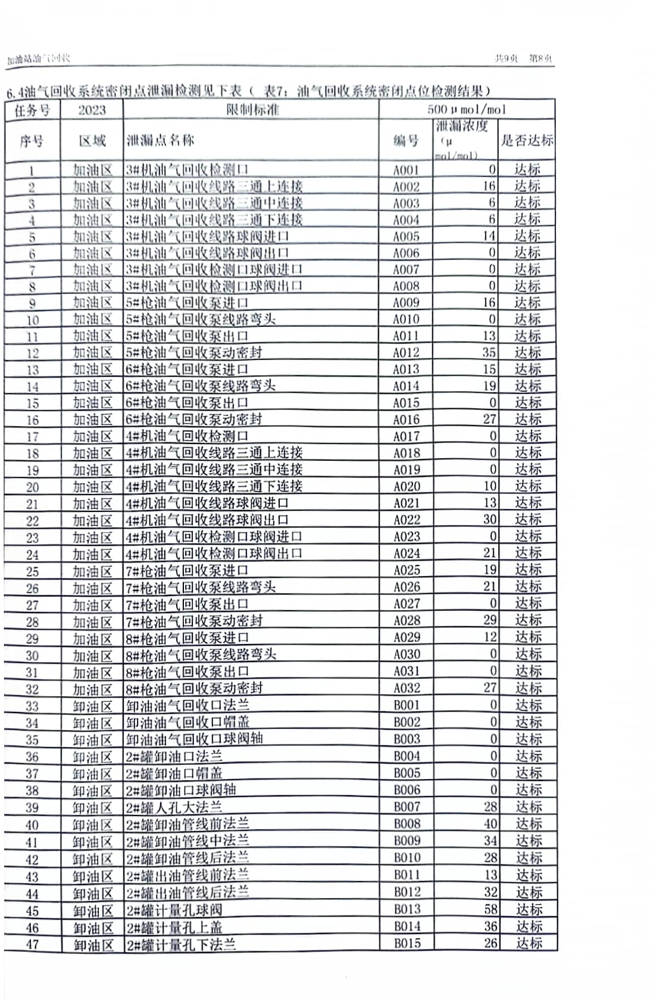 加油站油气回收 共9页 第8页
6.4油气回收系统密闭点泄漏检测见下表（ 表7：油气回收系统密闭点位检测结果）
任务号 2023 限制标准 500μmol/mol
序号 区域 泄漏点名称 编号 泄漏浓度（μmol/mol） 是否达标
1 加油区 3#机油气回收检测口 A001 0 达标
2 加油区 3#机油气回收线路三通上连接 A002 16 达标
3 加油区 3#机油气回收线路三通中连接 A003 6 达标
4 加油区 3#机油气回收线路三通下连接 A004 6 达标
5 加油区 3#机油气回收线路球阀进口 A005 14 达标
6 加油区 3#机油气回收线路球阀出口 A006 0 达标
7 加油区 3#机油气回收检测口球阀进口 A007 0 达标
8 加油区 3#机油气回收检测口球阀出口 A008 0 达标
9 加油区 5#枪油气回收泵进口 A009 16 达标
10 加油区 5#枪油气回收泵线路弯头 A010 0 达标
11 加油区 5#枪油气回收泵出口 A011 13 达标
12 加油区 5#枪油气回收泵动密封 A012 35 达标
13 加油区 6#枪油气回收泵进口 A013 15 达标
14 加油区 6#枪油气回收泵线路弯头 A014 19 达标
15 加油区 6#枪油气回收泵出口 A015 0 达标
16 加油区 6#枪油气回收泵动密封 A016 27 达标
17 加油区 4#机油气回收检测口 A017 0 达标
18 加油区 4#机油气回收线路三通上连接 A018 0 达标
19 加油区 4#机油气回收线路三通中连接 A019 0 达标
20 加油区 4#机油气回收线路三通下连接 A020 10 达标
21 加油区 4#机油气回收线路球阀进口 A021 13 达标
22 加油区 4#机油气回收线路球阀出口 A022 30 达标
23 加油区 4#机油气回收检测口球阀进口 A023 0 达标
24 加油区 4#机油气回收检测口球阀出口 A024 21 达标
25 加油区 7#枪油气回收泵进口 A025 19 达标
26 加油区 7#枪油气回收泵线路弯头 A026 21 达标
27 加油区 7#枪油气回收泵出口 A027 0 达标
28 加油区 7#枪油气回收泵动密封 A028 29 达标
29 加油区 8#枪油气回收泵进口 A029 12 达标
30 加油区 8#枪油气回收泵线路弯头 A030 0 达标
31 加油区 8#枪油气回收泵出口 A031 0 达标
32 加油区 8#枪油气回收泵动密封 A032 27 达标
33 卸油区 卸油油气回收口法兰 B001 0 达标
34 卸油区 卸油油气回收口帽盖 B002 0 达标
35 卸油区 卸油油气回收口球阀轴 B003 0 达标
36 卸油区 2#罐卸油口法兰 B004 0 达标
37 卸油区 2#罐卸油口帽盖 B005 0 达标
38 卸油区 2#罐卸油口球阀轴 B006 0 达标
39 卸油区 2#罐人孔大法兰 B007 28 达标
40 卸油区 2#罐卸油管线前法兰 B008 40 达标
41 卸油区 2#罐卸油管线中法兰 B009 34 达标
42 卸油区 2#罐卸油管线后法兰 B010 28 达标
43 卸油区 2#罐出油管线前法兰 B011 13 达标
44 卸油区 2#罐出油管线后法兰 B012 32 达标
45 卸油区 2#罐计量孔球阀 B013 58 达标
46 卸油区 2#罐计量孔上盖 B014 36 达标
47 卸油区 2#罐计量孔下法兰 B015 26 达标